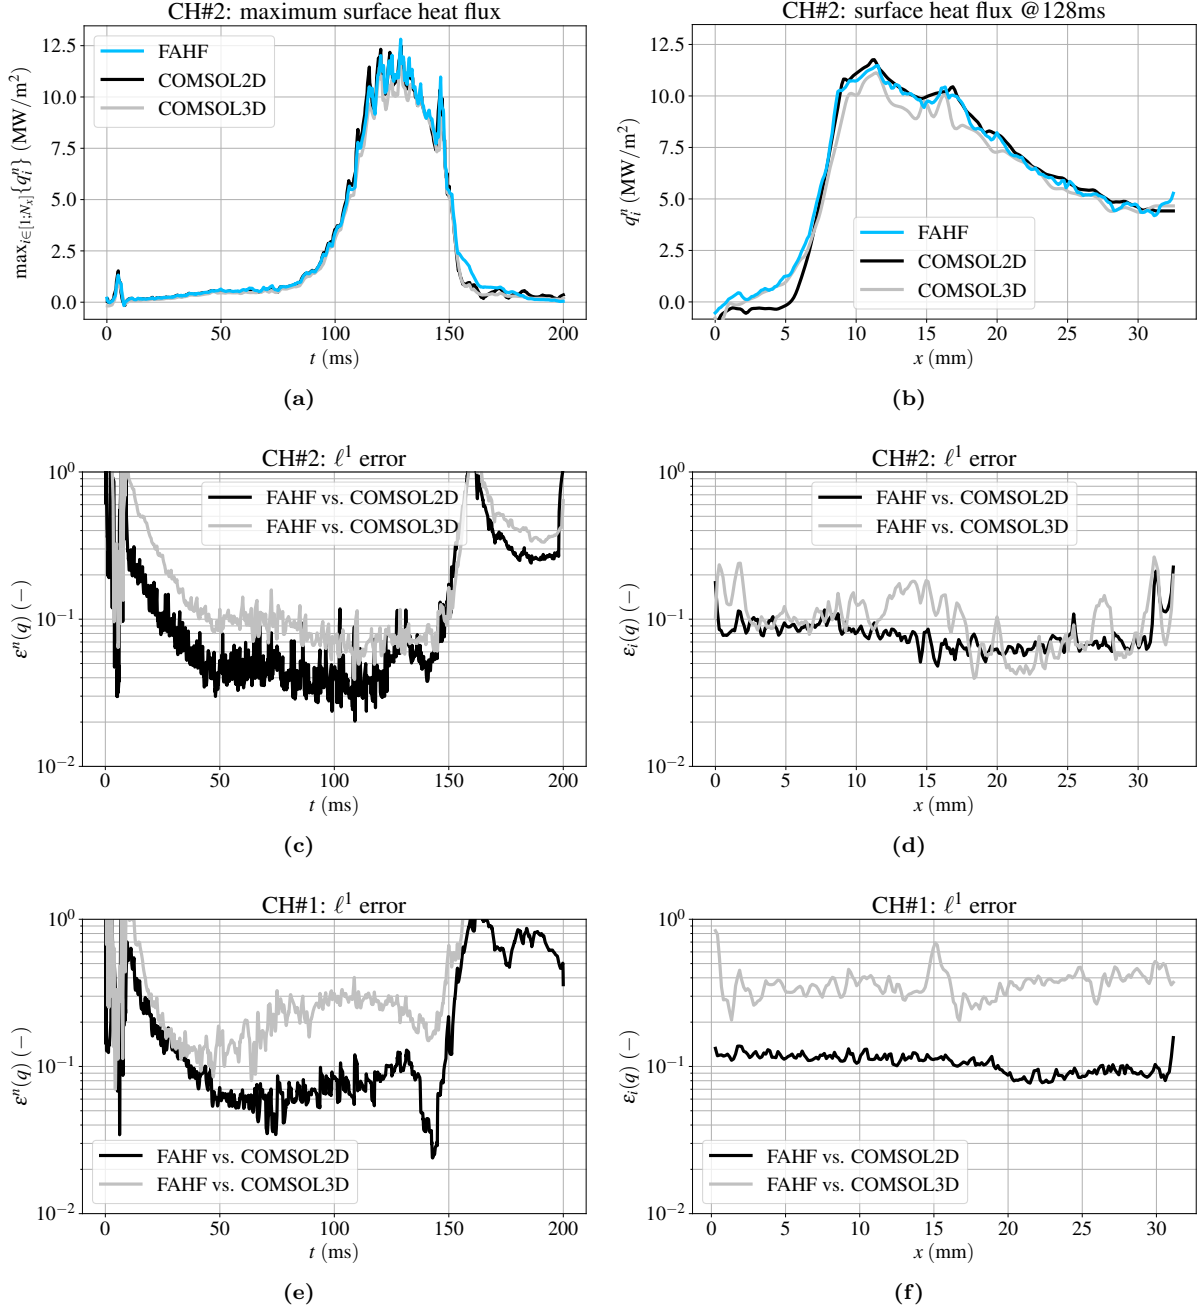 CH#2: maximum surface heat flux
max_{i∈[1;N_x]}{q_i^n} (MW/m²)
12.5
10.0
7.5
5.0
2.5
0.0
FAHF
COMSOL2D
COMSOL3D
0 50 100 150 200
t (ms)
(a)
CH#2: surface heat flux @128ms
q_i^n (MW/m²)
12.5
10.0
7.5
5.0
2.5
0.0
FAHF
COMSOL2D
COMSOL3D
0 5 10 15 20 25 30
x (mm)
(b)
CH#2: ℓ¹ error
ε^n(q) (−)
10⁰
10⁻¹
10⁻²
FAHF vs. COMSOL2D
FAHF vs. COMSOL3D
0 50 100 150 200
t (ms)
(c)
CH#2: ℓ¹ error
ε_i(q) (−)
10⁰
10⁻¹
10⁻²
FAHF vs. COMSOL2D
FAHF vs. COMSOL3D
0 5 10 15 20 25 30
x (mm)
(d)
CH#1: ℓ¹ error
ε^n(q) (−)
10⁰
10⁻¹
10⁻²
FAHF vs. COMSOL2D
FAHF vs. COMSOL3D
0 50 100 150 200
t (ms)
(e)
CH#1: ℓ¹ error
ε_i(q) (−)
10⁰
10⁻¹
10⁻²
FAHF vs. COMSOL2D
FAHF vs. COMSOL3D
0 5 10 15 20 25 30
x (mm)
(f)